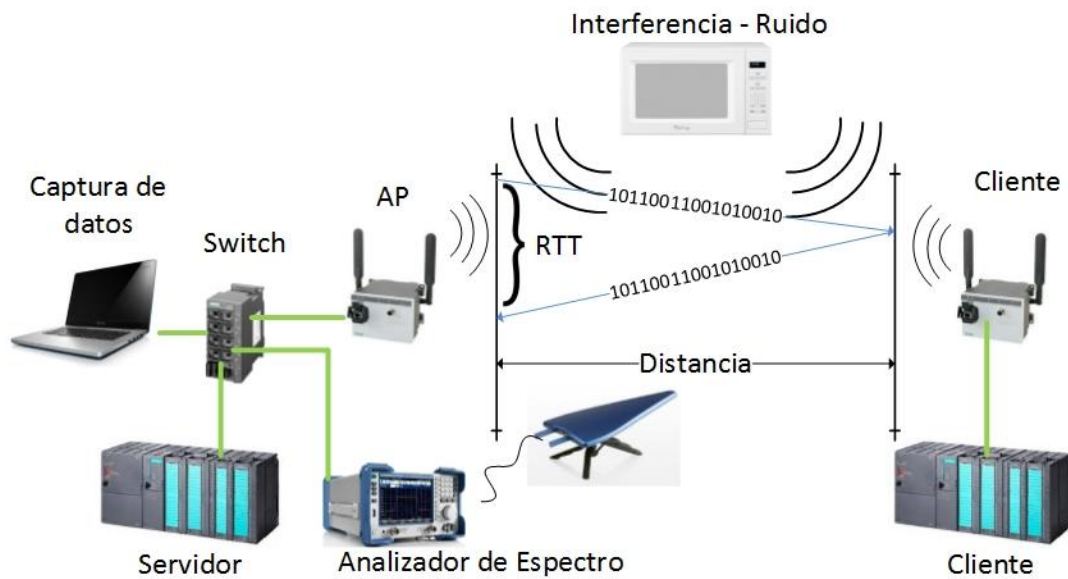 Interferencia - Ruido
Captura de
datos
Switch
AP
Cliente
10110011001010010
RTT
10110011001010010
Distancia
Servidor
Analizador de Espectro
Cliente